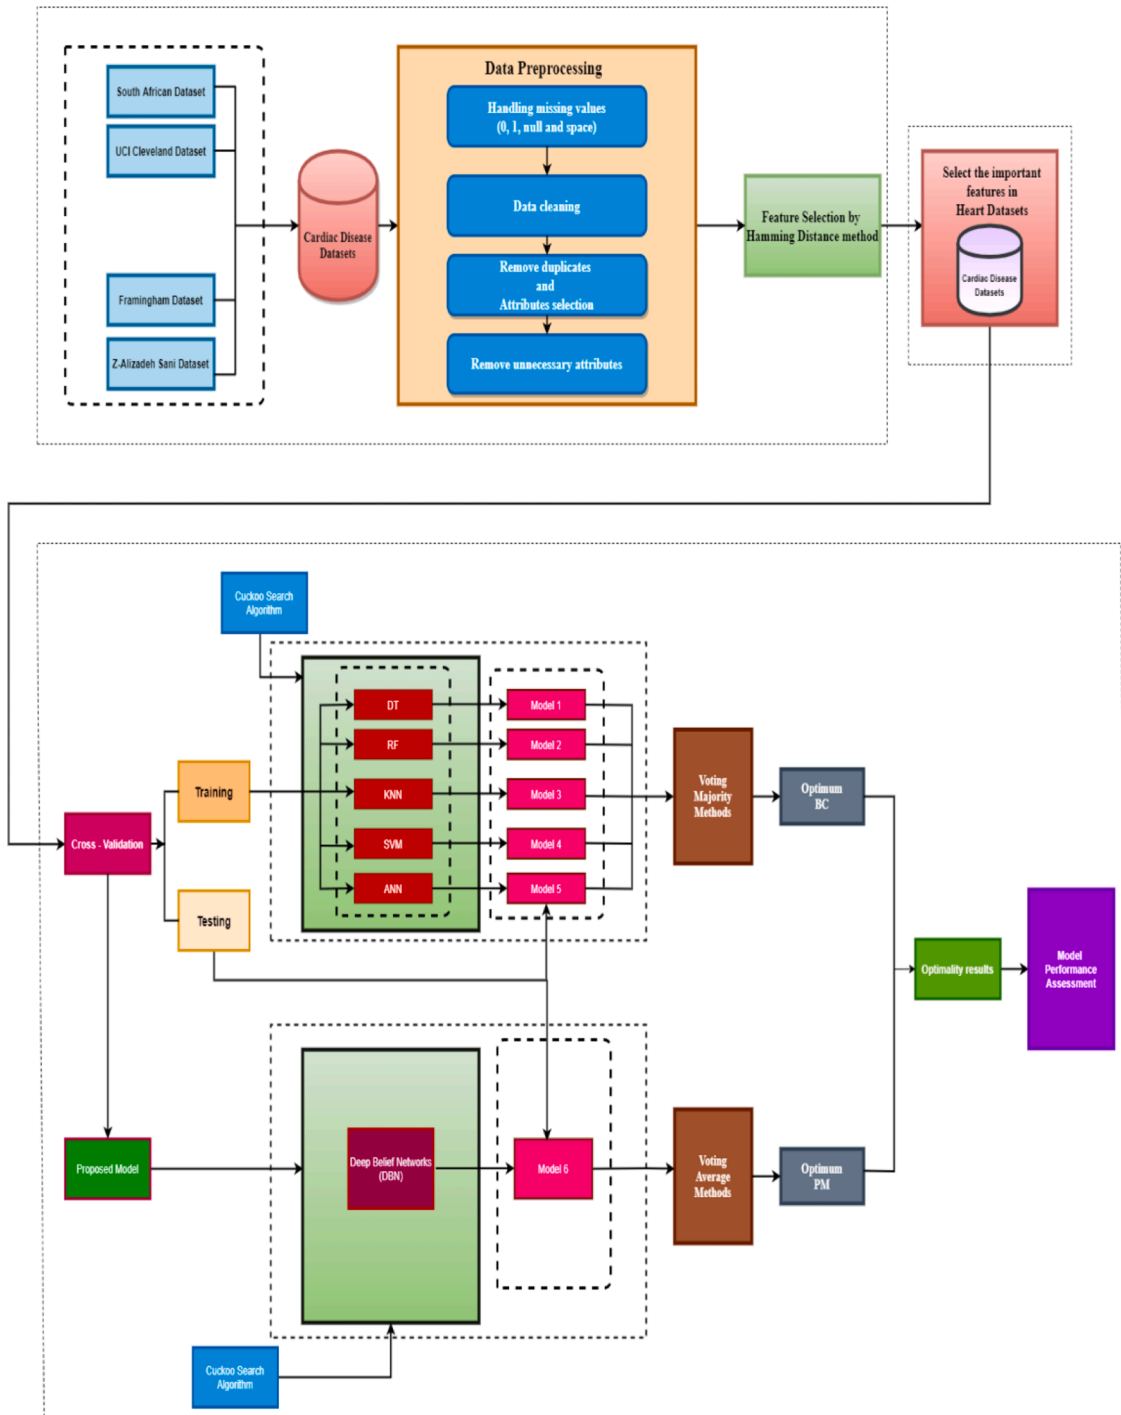 South African Dataset
UCI Cleveland Dataset
Framingham Dataset
Z-Alizadeh Sani Dataset
Cardiac Disease
Datasets
Data Preprocessing
Handling missing values
(0, 1, null and space)
Data cleaning
Remove duplicates
and
Attributes selection
Remove unnecessary attributes
Feature Selection by
Hamming Distance method
Select the important
features in
Heart Datasets
Cardiac Disease
Datasets
Cuckoo Search
Algorithm
Cross - Validation
Training
Testing
DT
RF
KNN
SVM
ANN
Model 1
Model 2
Model 3
Model 4
Model 5
Voting
Majority
Methods
Optimum
BC
Optimality results
Model
Performance
Assessment
Proposed Model
Deep Belief Networks
(DBN)
Model 6
Voting
Average
Methods
Optimum
PM
Cuckoo Search
Algorithm